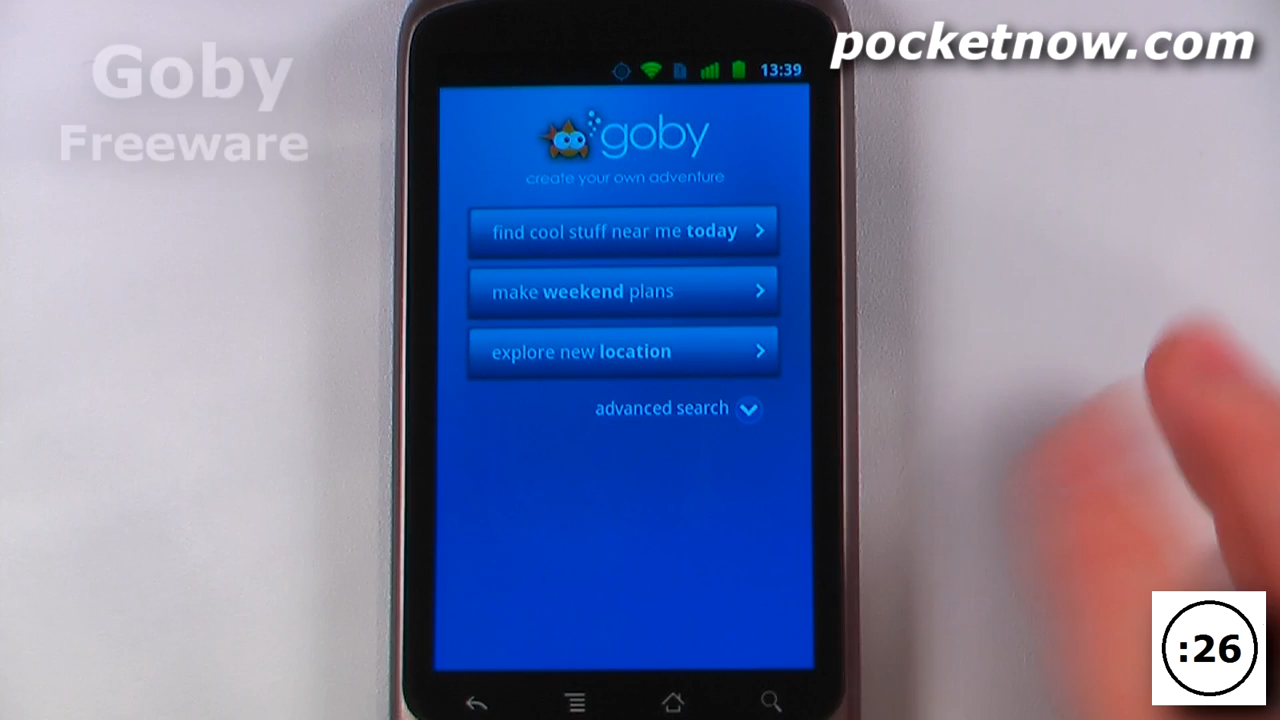 Goby
Freeware
pocketnow.com
13:39
goby
create your own adventure
find cool stuff near me today
make weekend plans
explore new location
advanced search
:26